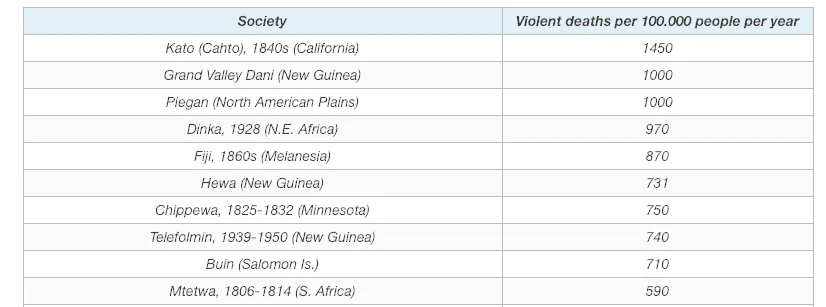 Society Violent deaths per 100.000 people per year
Kato (Cahto), 1840s (California) 1450
Grand Valley Dani (New Guinea) 1000
Piegan (North American Plains) 1000
Dinka, 1928 (N.E. Africa) 970
Fiji, 1860s (Melanesia) 870
Hewa (New Guinea) 731
Chippewa, 1825-1832 (Minnesota) 750
Telefolmin, 1939-1950 (New Guinea) 740
Buin (Salomon Is.) 710
Mtetwa, 1806-1814 (S. Africa) 590